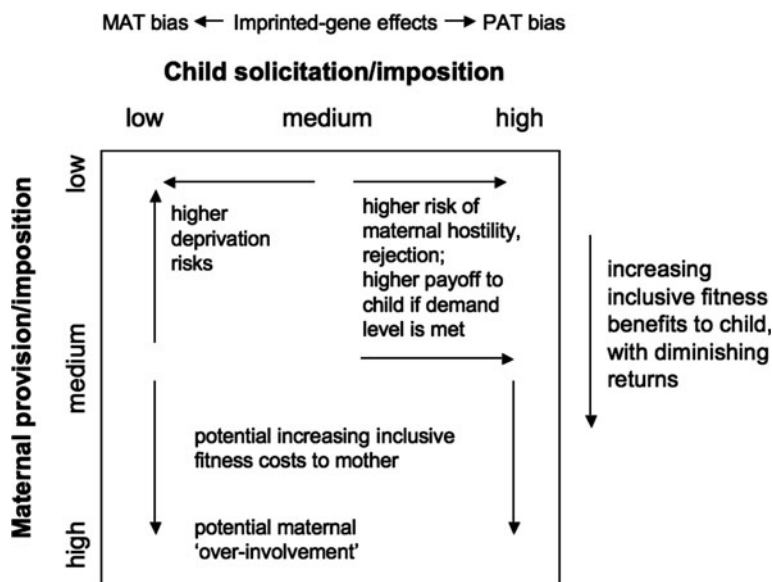 MAT bias ← Imprinted-gene effects → PAT bias
Child solicitation/imposition
low medium high
Maternal provision/imposition
low
medium
high
higher
deprivation
risks
higher risk of
maternal hostility,
rejection;
higher payoff to
child if demand
level is met
potential increasing inclusive
fitness costs to mother
potential maternal
‘over-involvement’
increasing
inclusive fitness
benefits to child,
with diminishing
returns